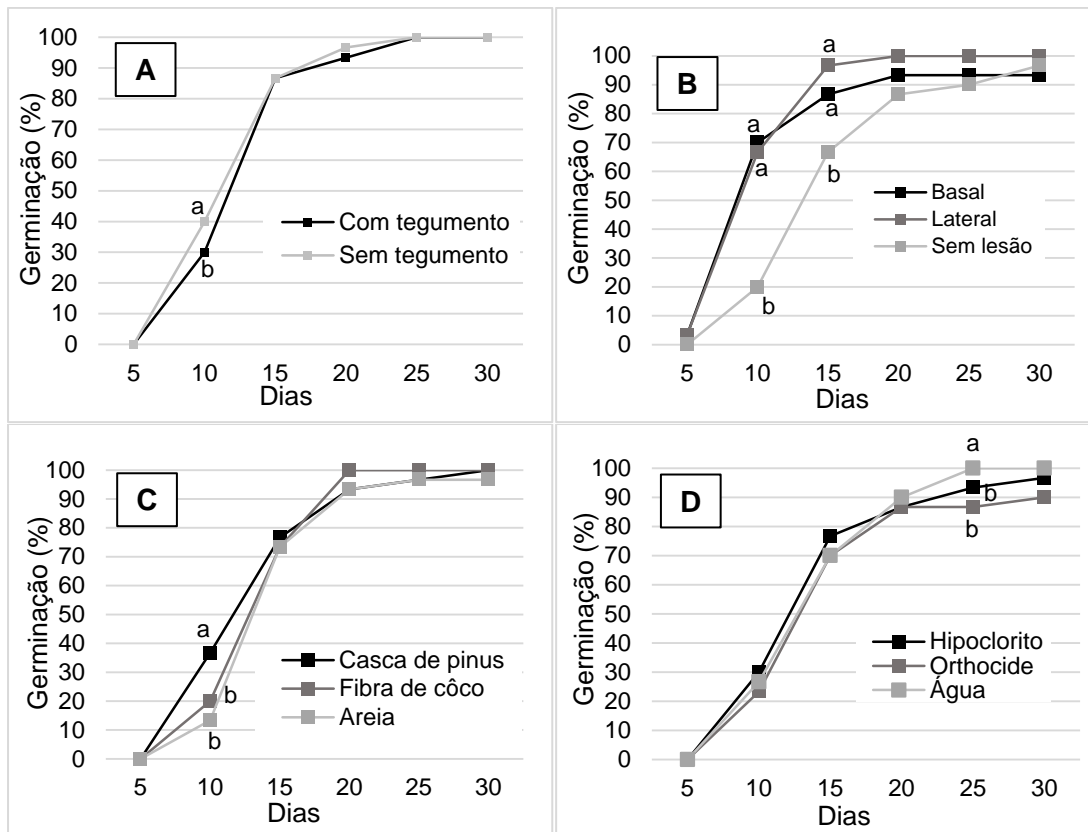 A
Germinação (%)
100
90
80
70
60
50
40
30
20
10
0
a
b
Com tegumento
Sem tegumento
5 10 15 20 25 30
Dias
B
Germinação (%)
100
90
80
70
60
50
40
30
20
10
0
a
a
a
a
b
b
Basal
Lateral
Sem lesão
5 10 15 20 25 30
Dias
C
Germinação (%)
100
90
80
70
60
50
40
30
20
10
0
a
b
b
Casca de pinus
Fibra de côco
Areia
5 10 15 20 25 30
Dias
D
Germinação (%)
100
90
80
70
60
50
40
30
20
10
0
a
b
b
Hipoclorito
Orthocide
Água
5 10 15 20 25 30
Dias